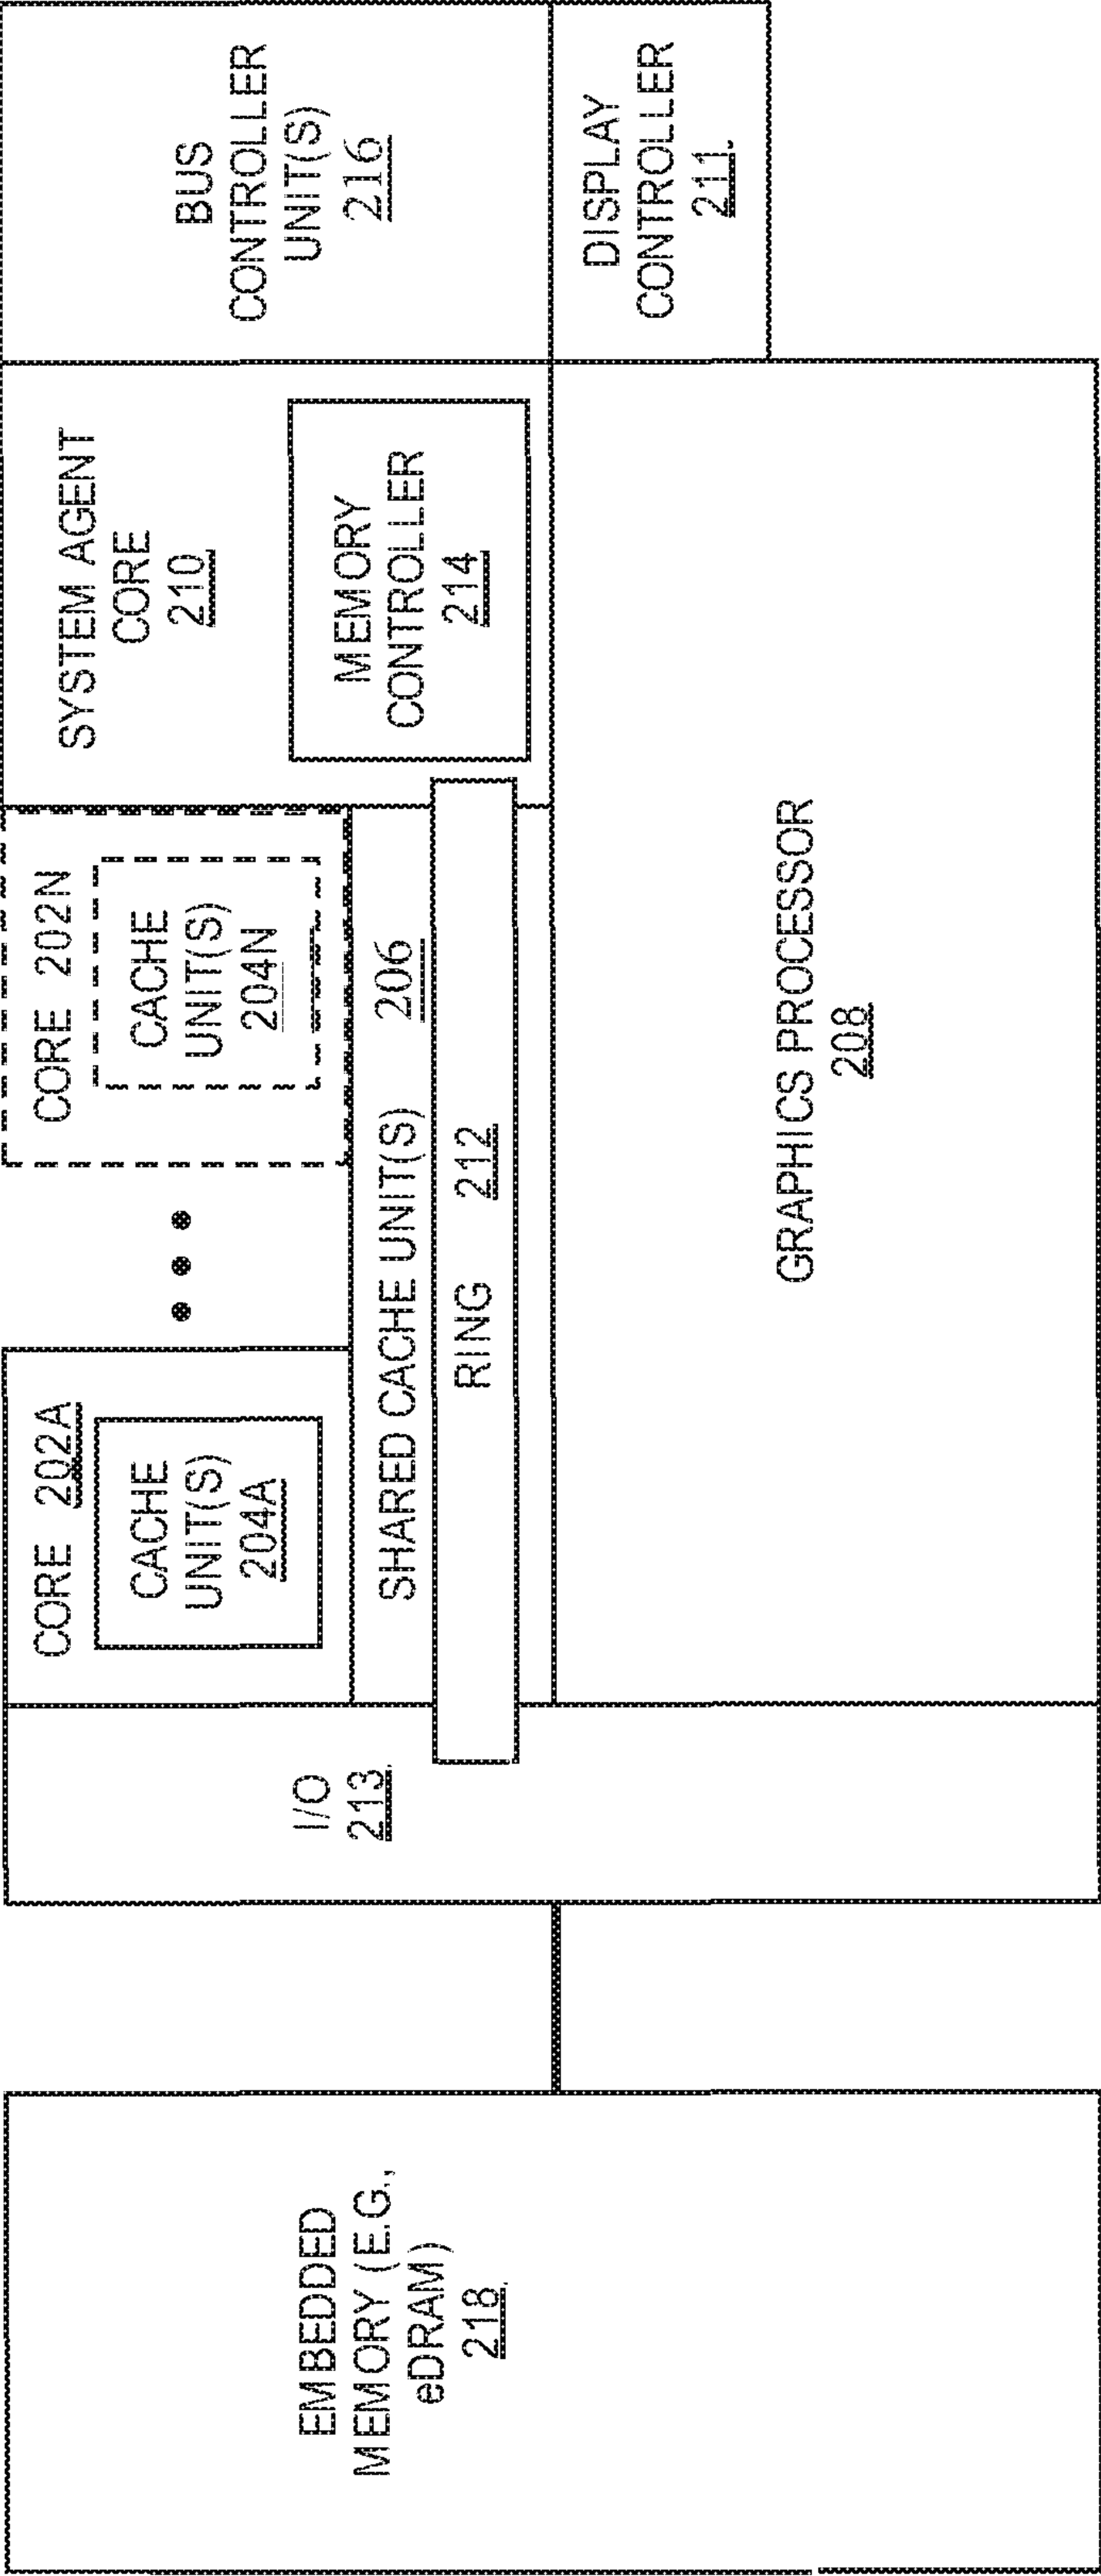 EMBEDDED
MEMORY (E.G.,
eDRAM)
218
I/O
213
CORE 202A
CACHE
UNIT(S)
204A
CORE 202N
CACHE
UNIT(S)
204N
SHARED CACHE UNIT(S) 206
RING 212
SYSTEM AGENT
CORE
210
MEMORY
CONTROLLER
214
BUS
CONTROLLER
UNIT(S)
216
DISPLAY
CONTROLLER
211
GRAPHICS PROCESSOR
208